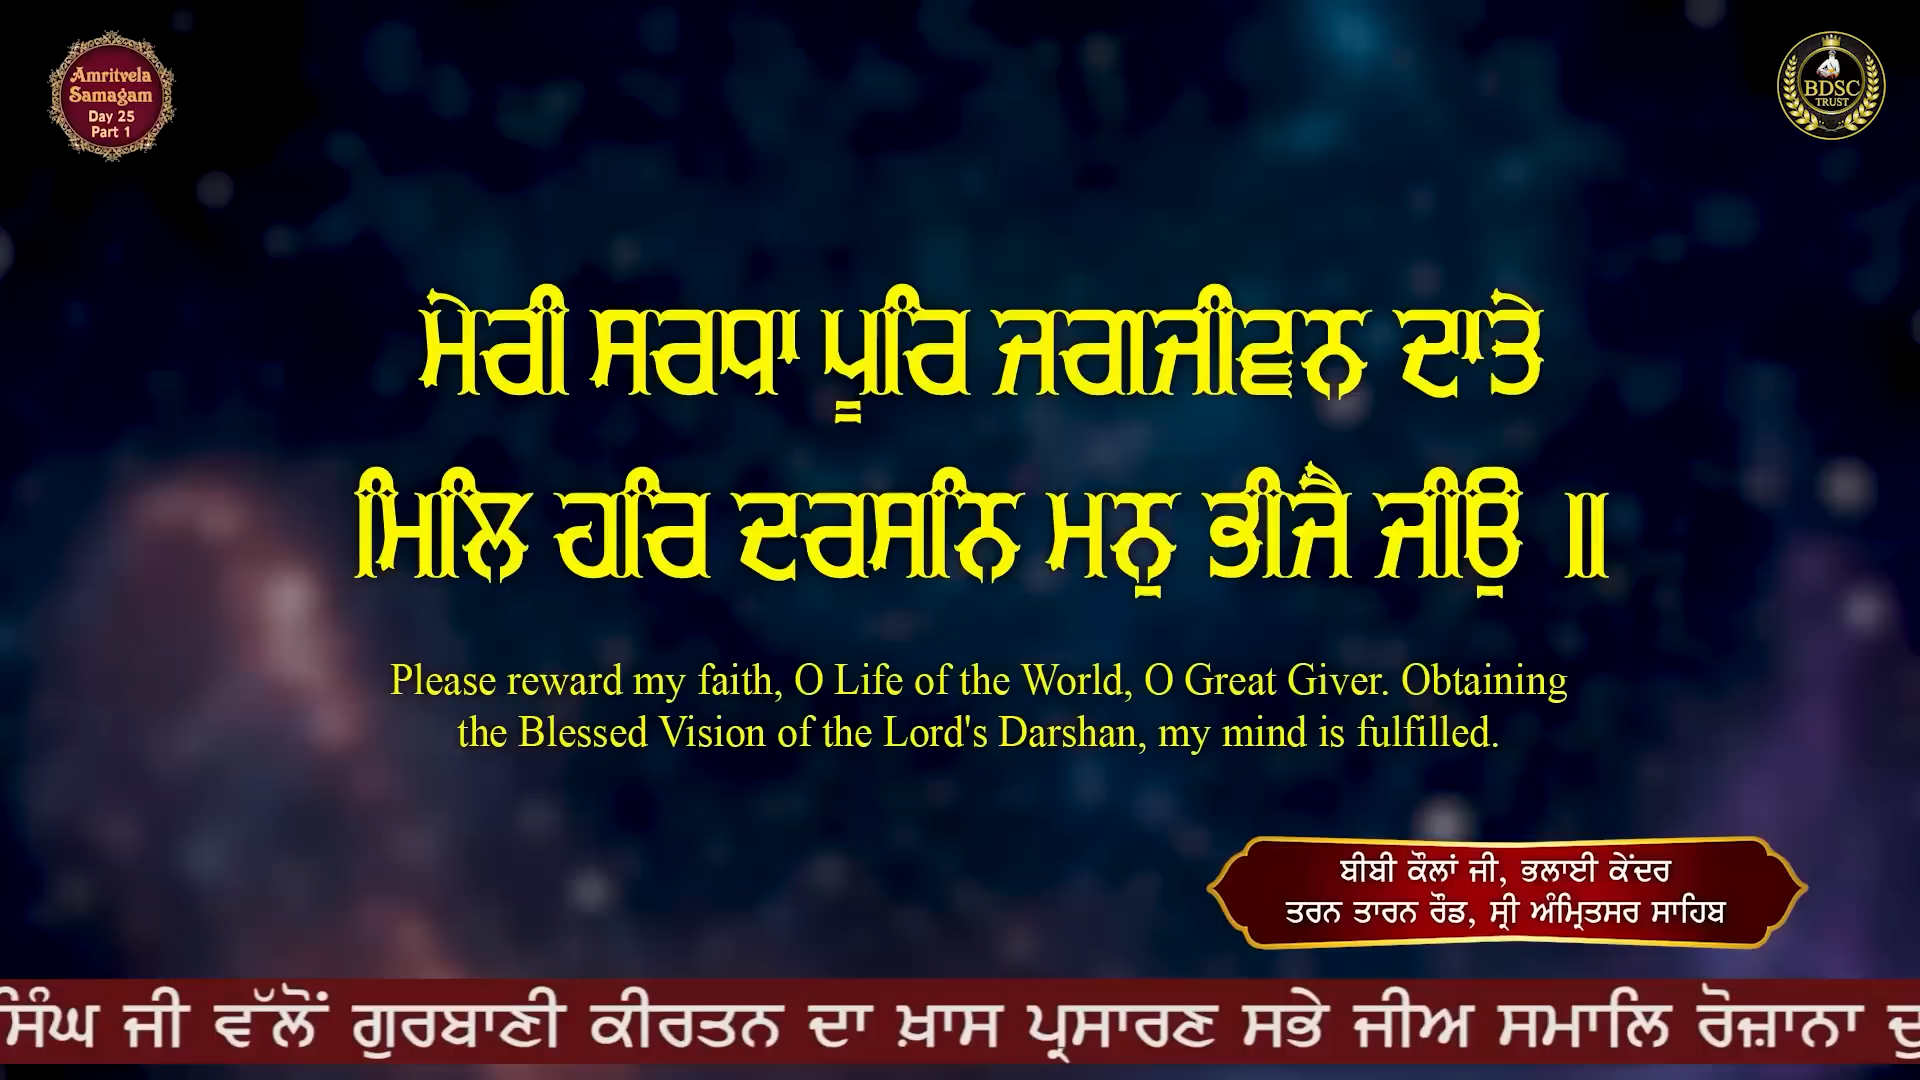 Amritvela
Samagam
Day 25
Part 1
BDSC
TRUST
ਮੇਰੀ ਸਰਧਾ ਪੂਰਿ ਜਗਜੀਵਨ ਦਾਤੇ
ਮਿਲਿ ਹਰਿ ਦਰਸਨਿ ਮਨੁ ਭੀਜੈ ਜੀਉ ॥
Please reward my faith, O Life of the World, O Great Giver. Obtaining
the Blessed Vision of the Lord's Darshan, my mind is fulfilled.
ਬੀਬੀ ਕੌਲਾਂ ਜੀ, ਭਲਾਈ ਕੇਂਦਰ
ਤਰਨ ਤਾਰਨ ਰੌਡ, ਸ੍ਰੀ ਅੰਮ੍ਰਿਤਸਰ ਸਾਹਿਬ
ਸਿੰਘ ਜੀ ਵੱਲੋਂ ਗੁਰਬਾਣੀ ਕੀਰਤਨ ਦਾ ਖ਼ਾਸ ਪ੍ਰਸਾਰਣ ਸਭੇ ਜੀਅ ਸਮਾਲਿ ਰੋਜ਼ਾਨਾ